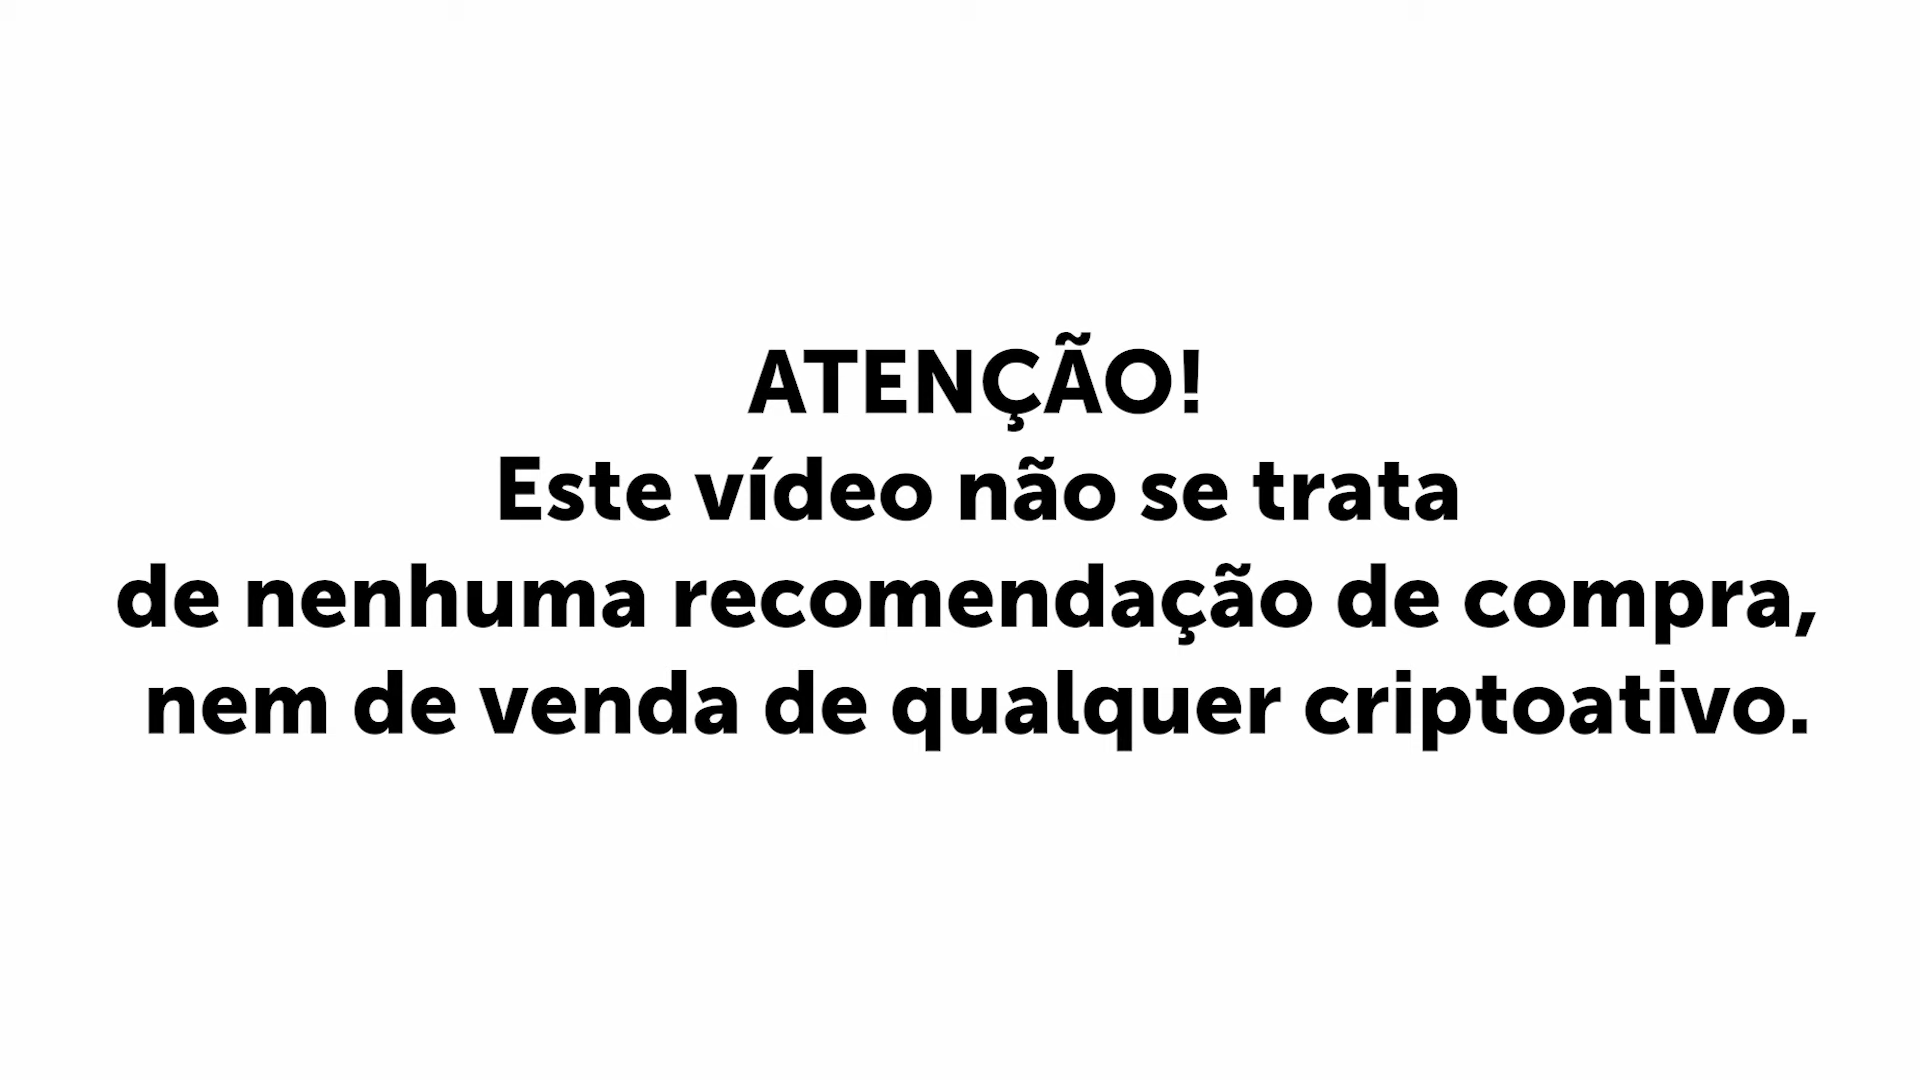 ATENÇÃO!
Este vídeo não se trata
de nenhuma recomendação de compra,
nem de venda de qualquer criptoativo.